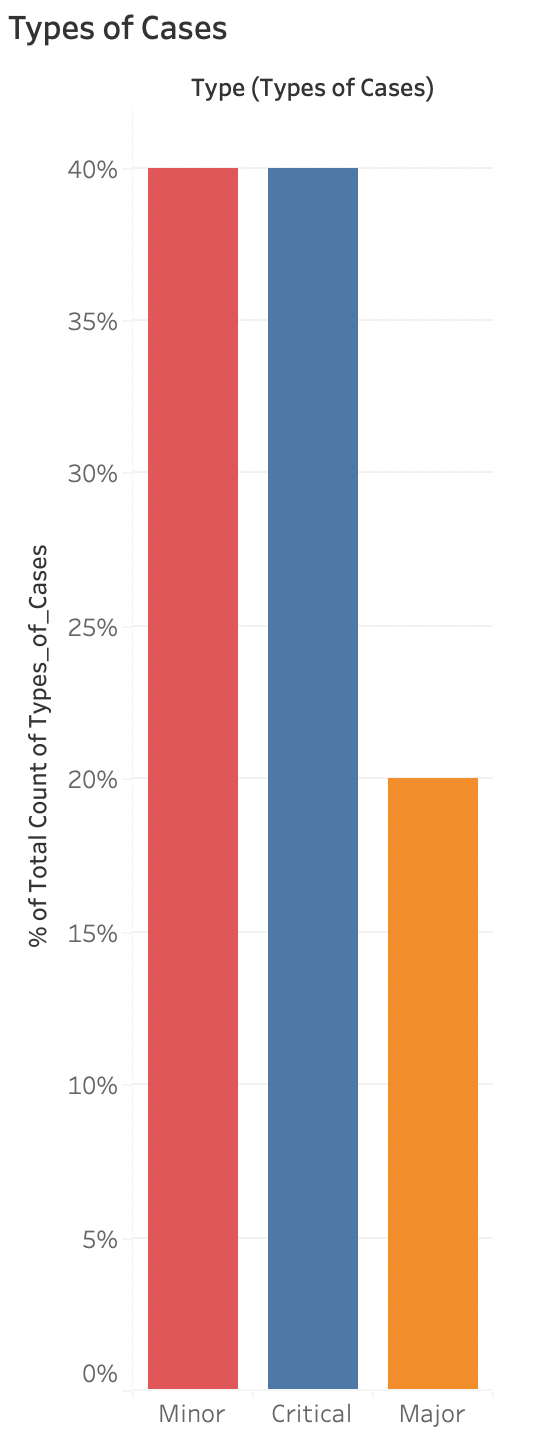 Types of Cases
Type (Types of Cases)
40%
35%
30%
25%
20%
15%
10%
5%
0%
% of Total Count of Types_of_Cases
Minor
Critical
Major